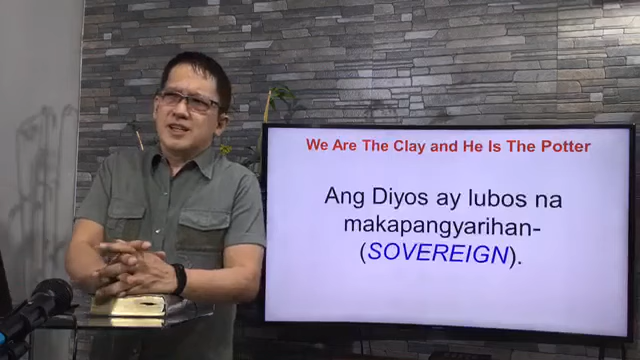 We Are The Clay and He Is The Potter
Ang Diyos ay lubos na
makapangyarihan-
(SOVEREIGN).